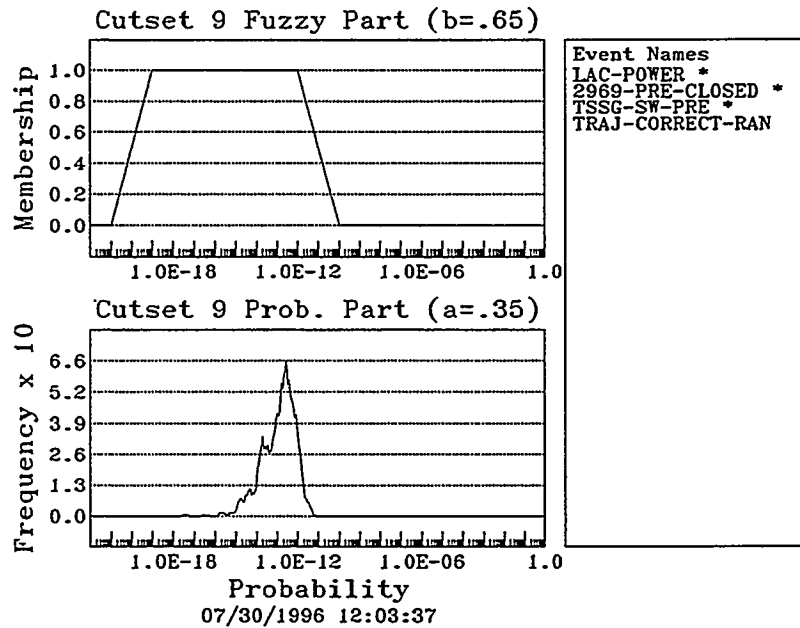 Cutset 9 Fuzzy Part (b=.65)
Membership
1.0
0.8
0.6
0.4
0.2
0.0
1.0E-18 1.0E-12 1.0E-06 1.0
Cutset 9 Prob. Part (a=.35)
Frequency x 10
6.6
5.2
3.9
2.6
1.3
0.0
1.0E-18 1.0E-12 1.0E-06 1.0
Probability
07/30/1996 12:03:37
Event Names
LAC-POWER *
2969-PRE-CLOSED *
TSSG-SW-PRE *
TRAJ-CORRECT-RAN